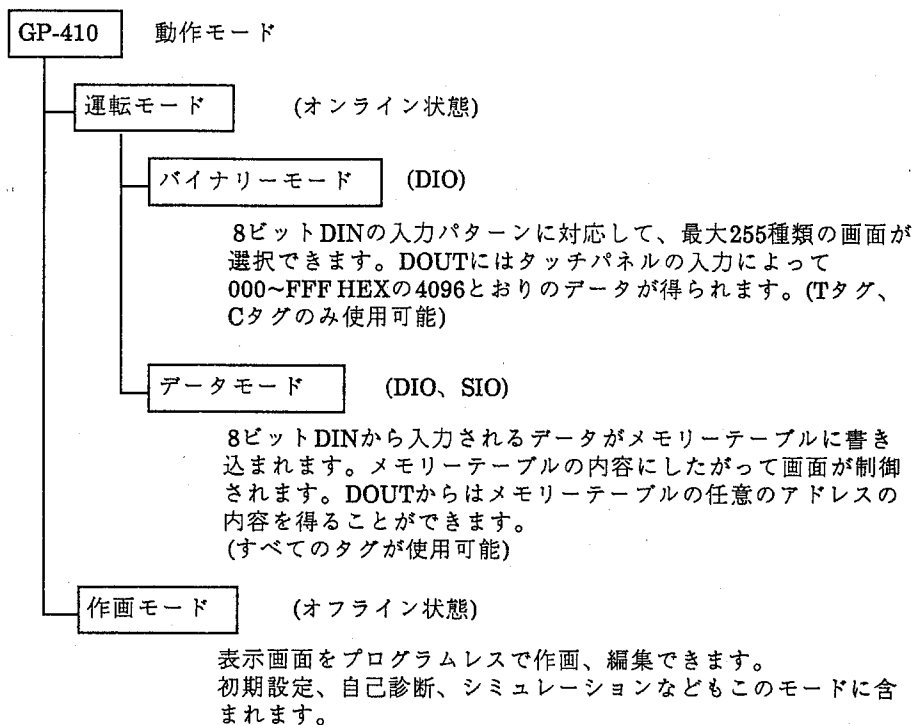 GP-410 動作モード
運転モード (オンライン状態)
バイナリーモード (DIO)
8ビットDINの入力パターンに対応して、最大255種類の画面が
選択できます。DOUTにはタッチパネルの入力によって
000~FFF HEXの4096とおりのデータが得られます。(Tタグ、
Cタグのみ使用可能)
データモード (DIO、SIO)
8ビットDINから入力されるデータがメモリーテーブルに書き
込まれます。メモリーテーブルの内容にしたがって画面が制御
されます。DOUTからはメモリーテーブルの任意のアドレスの
内容を得ることができます。
(すべてのタグが使用可能)
作画モード (オフライン状態)
表示画面をプログラムレスで作画、編集できます。
初期設定、自己診断、シミュレーションなどもこのモードに含
まれます。